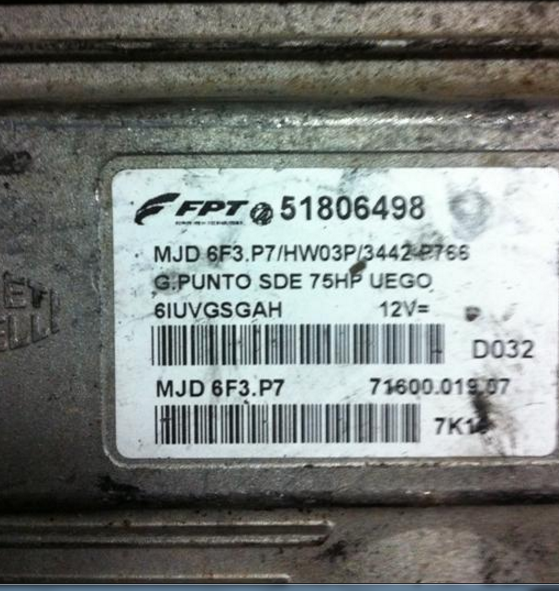 FPT 51806498
MJD 6F3.P7/HW03P/3442-P766
G.PUNTO SDE 75HP UEGO
6IUVGSGAH 12V=
D032
MJD 6F3.P7 71600.019.07